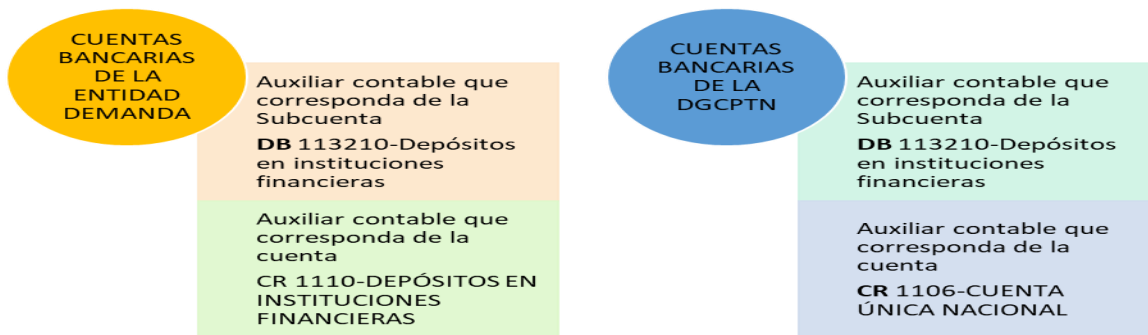 CUENTAS
BANCARIAS
DE LA
ENTIDAD
DEMANDA
Auxiliar contable que
corresponda de la
Subcuenta
DB 113210-Depósitos
en instituciones
financieras
Auxiliar contable que
corresponda de la
cuenta
CR 1110-DEPÓSITOS EN
INSTITUCIONES
FINANCIERAS
CUENTAS
BANCARIAS
DE LA
DGCPTN
Auxiliar contable que
corresponda de la
Subcuenta
DB 113210-Depósitos
en instituciones
financieras
Auxiliar contable que
corresponda de la
cuenta
CR 1106-CUENTA
ÚNICA NACIONAL